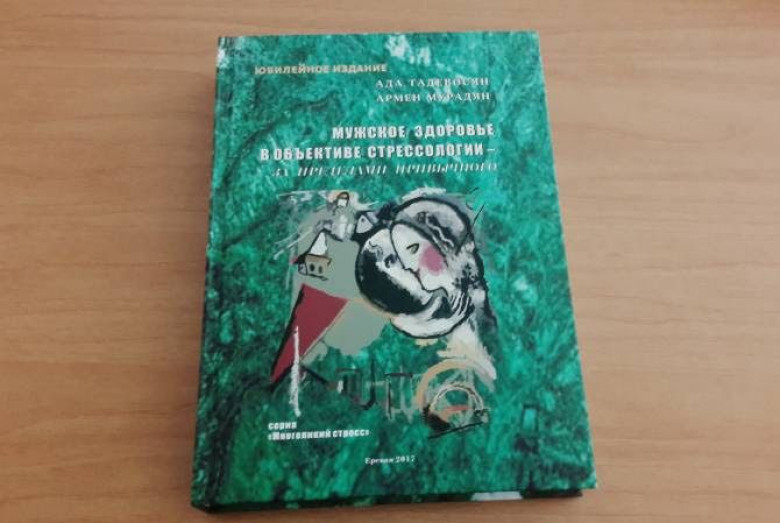 ЮБИЛЕЙНОЕ ИЗДАНИЕ
АДА ТАДЕВОСЯН
АРМЕН МУРАДЯН
МУЖСКОЕ ЗДОРОВЬЕ
В ОБЪЕКТИВЕ СТРЕССОЛОГИИ –
ЗА ПРЕДЕЛАМИ ПРИВЫЧНОГО
серия
«Многоликий стресс»
Ереван 2017